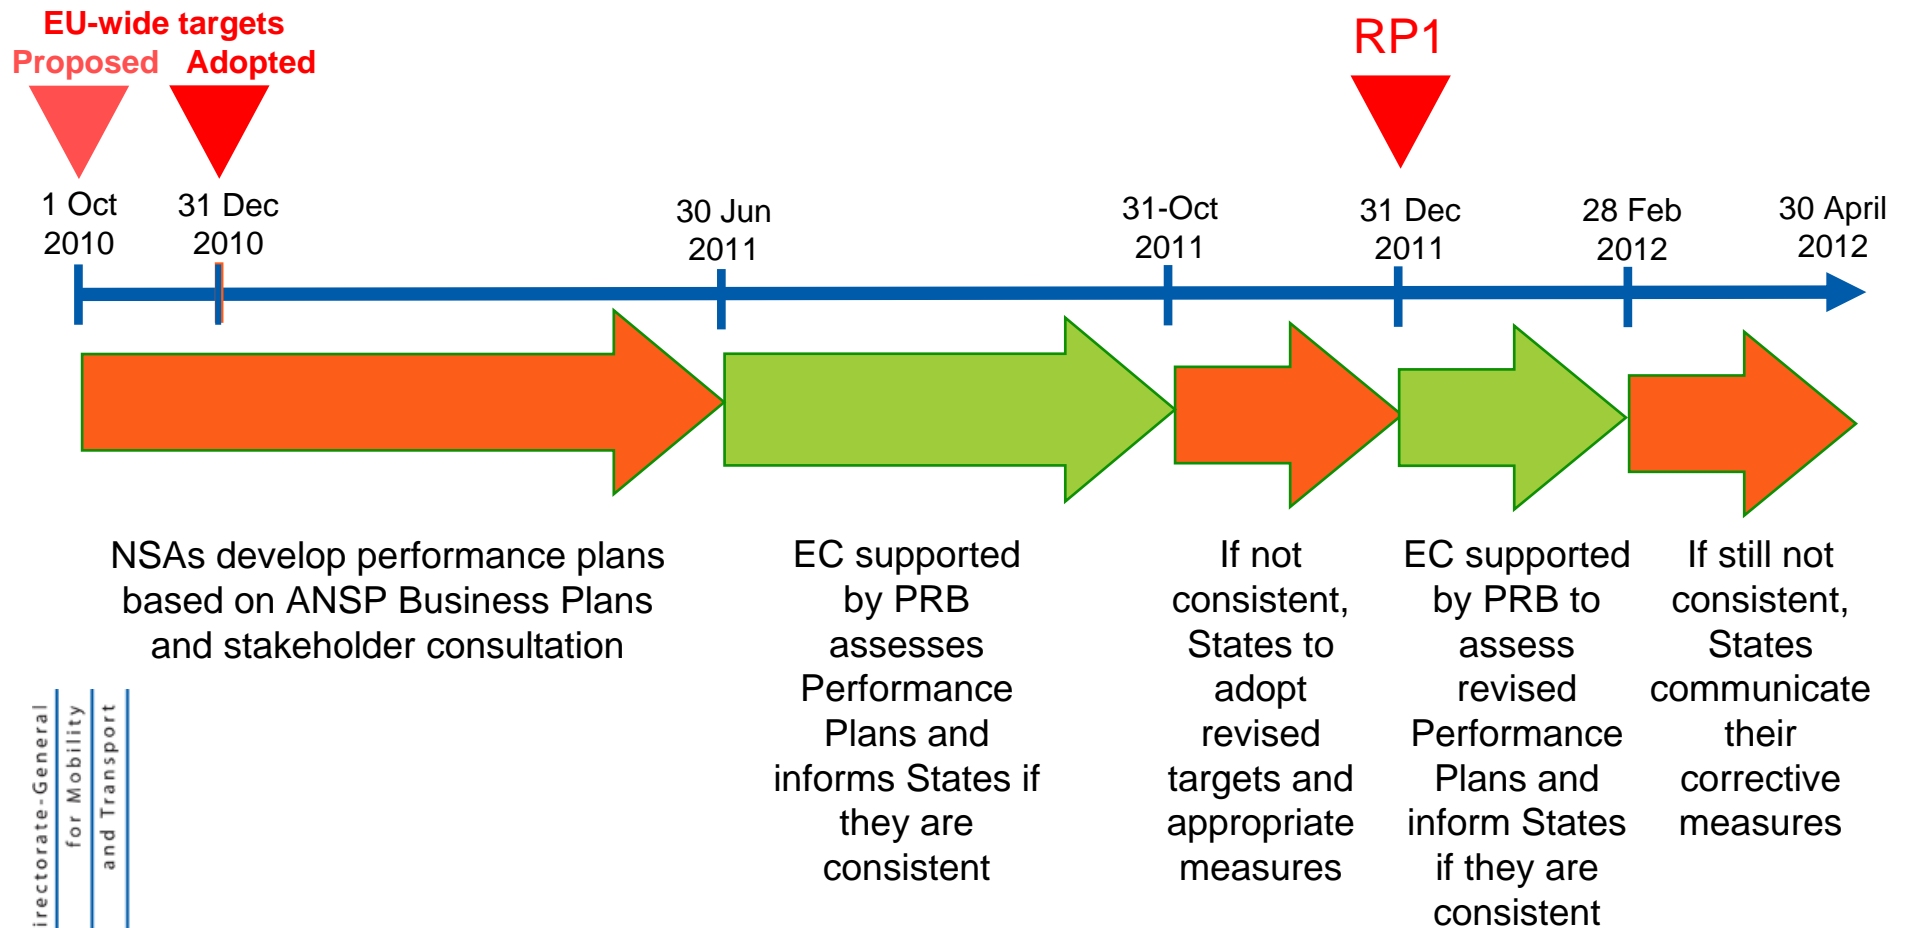 EU-wide targets
Proposed Adopted
RP1
1 Oct
2010
31 Dec
2010
30 Jun
2011
31-Oct
2011
31 Dec
2011
28 Feb
2012
30 April
2012
NSAs develop performance plans
based on ANSP Business Plans
and stakeholder consultation
EC supported
by PRB
assesses
Performance
Plans and
informs States if
they are
consistent
If not
consistent,
States to
adopt
revised
targets and
appropriate
measures
EC supported
by PRB to
assess
revised
Performance
Plans and
inform States
if they are
consistent
If still not
consistent,
States
communicate
their
corrective
measures
irectorate-General
for Mobility
and Transport